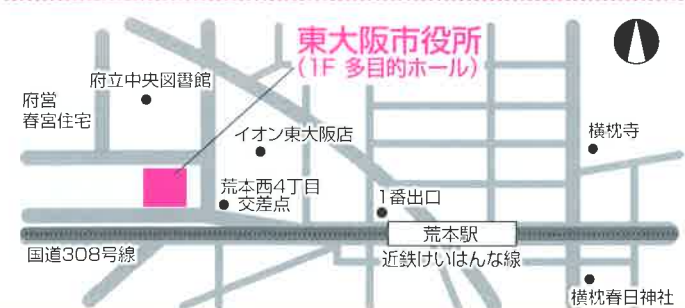 東大阪市役所
(1F 多目的ホール)
府立中央図書館
府営
春宮住宅
イオン東大阪店
横枕寺
荒本西4丁目
交差点
1番出口
荒本駅
国道308号線
近鉄けいはんな線
横枕春日神社